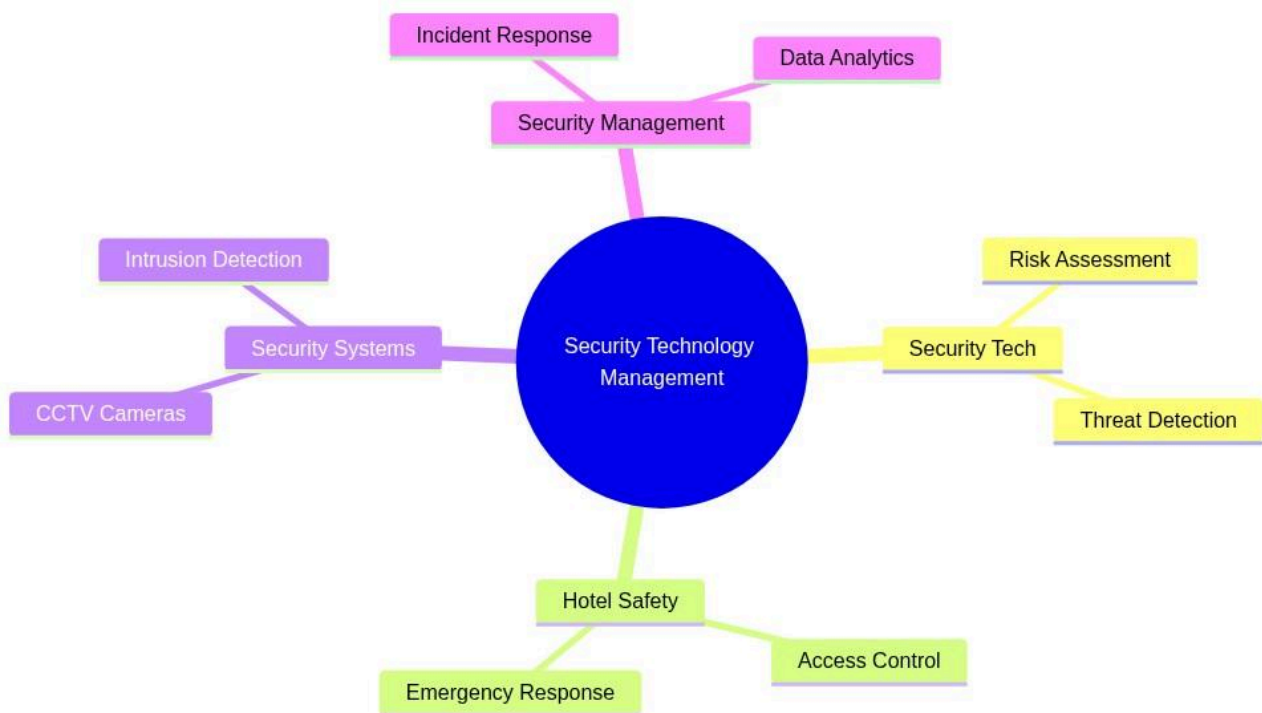 Incident Response
Data Analytics
Security Management
Intrusion Detection
Risk Assessment
Security Systems
Security Technology
Management
Security Tech
CCTV Cameras
Threat Detection
Hotel Safety
Access Control
Emergency Response